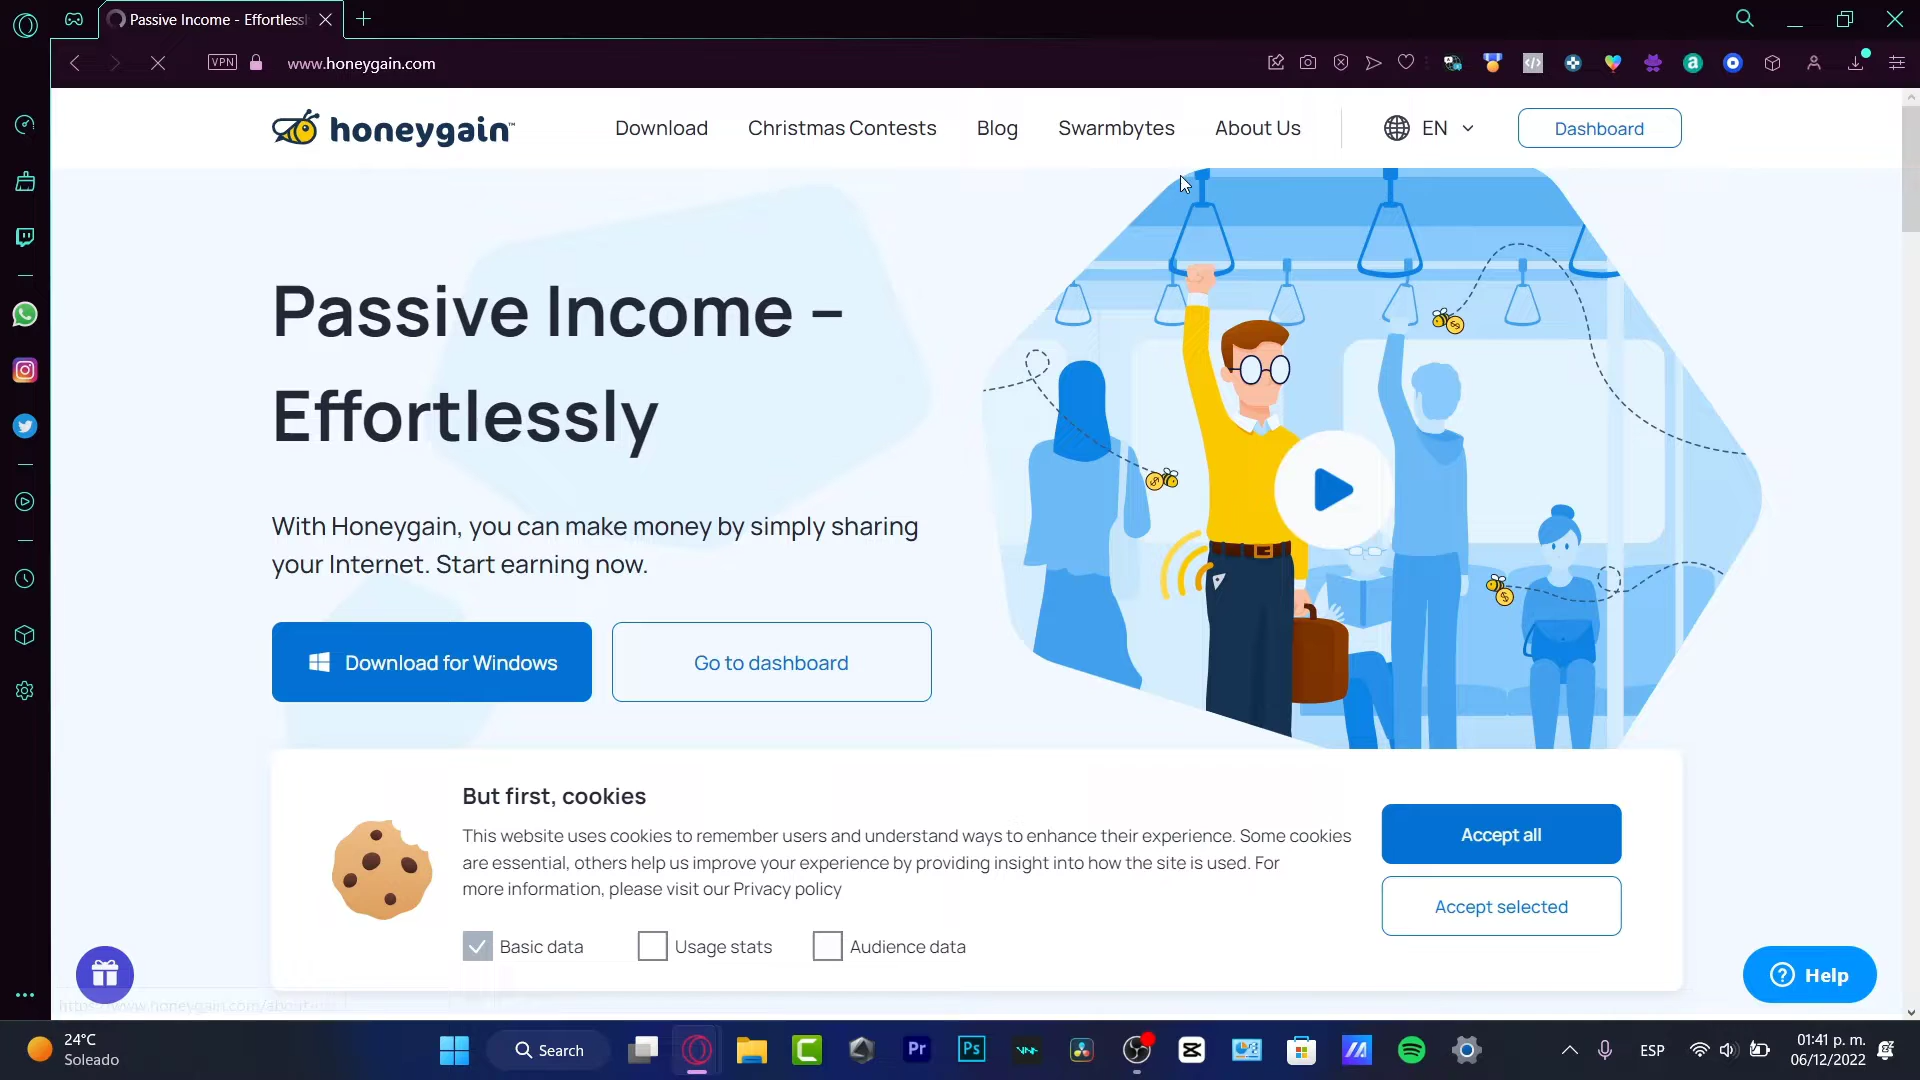 Passive Income - Effortlessl
VPN
www.honeygain.com
honeygain™
Download
Christmas Contests
Blog
Swarmbytes
About Us
EN
Dashboard
Passive Income –
Effortlessly
With Honeygain, you can make money by simply sharing
your Internet. Start earning now.
Download for Windows
Go to dashboard
But first, cookies
This website uses cookies to remember users and understand ways to enhance their experience. Some cookies
are essential, others help us improve your experience by providing insight into how the site is used. For
more information, please visit our Privacy policy
Basic data
Usage stats
Audience data
Accept all
Accept selected
Help
24°C
Soleado
Search
Pr
Ps
ESP
01:41 p. m.
06/12/2022